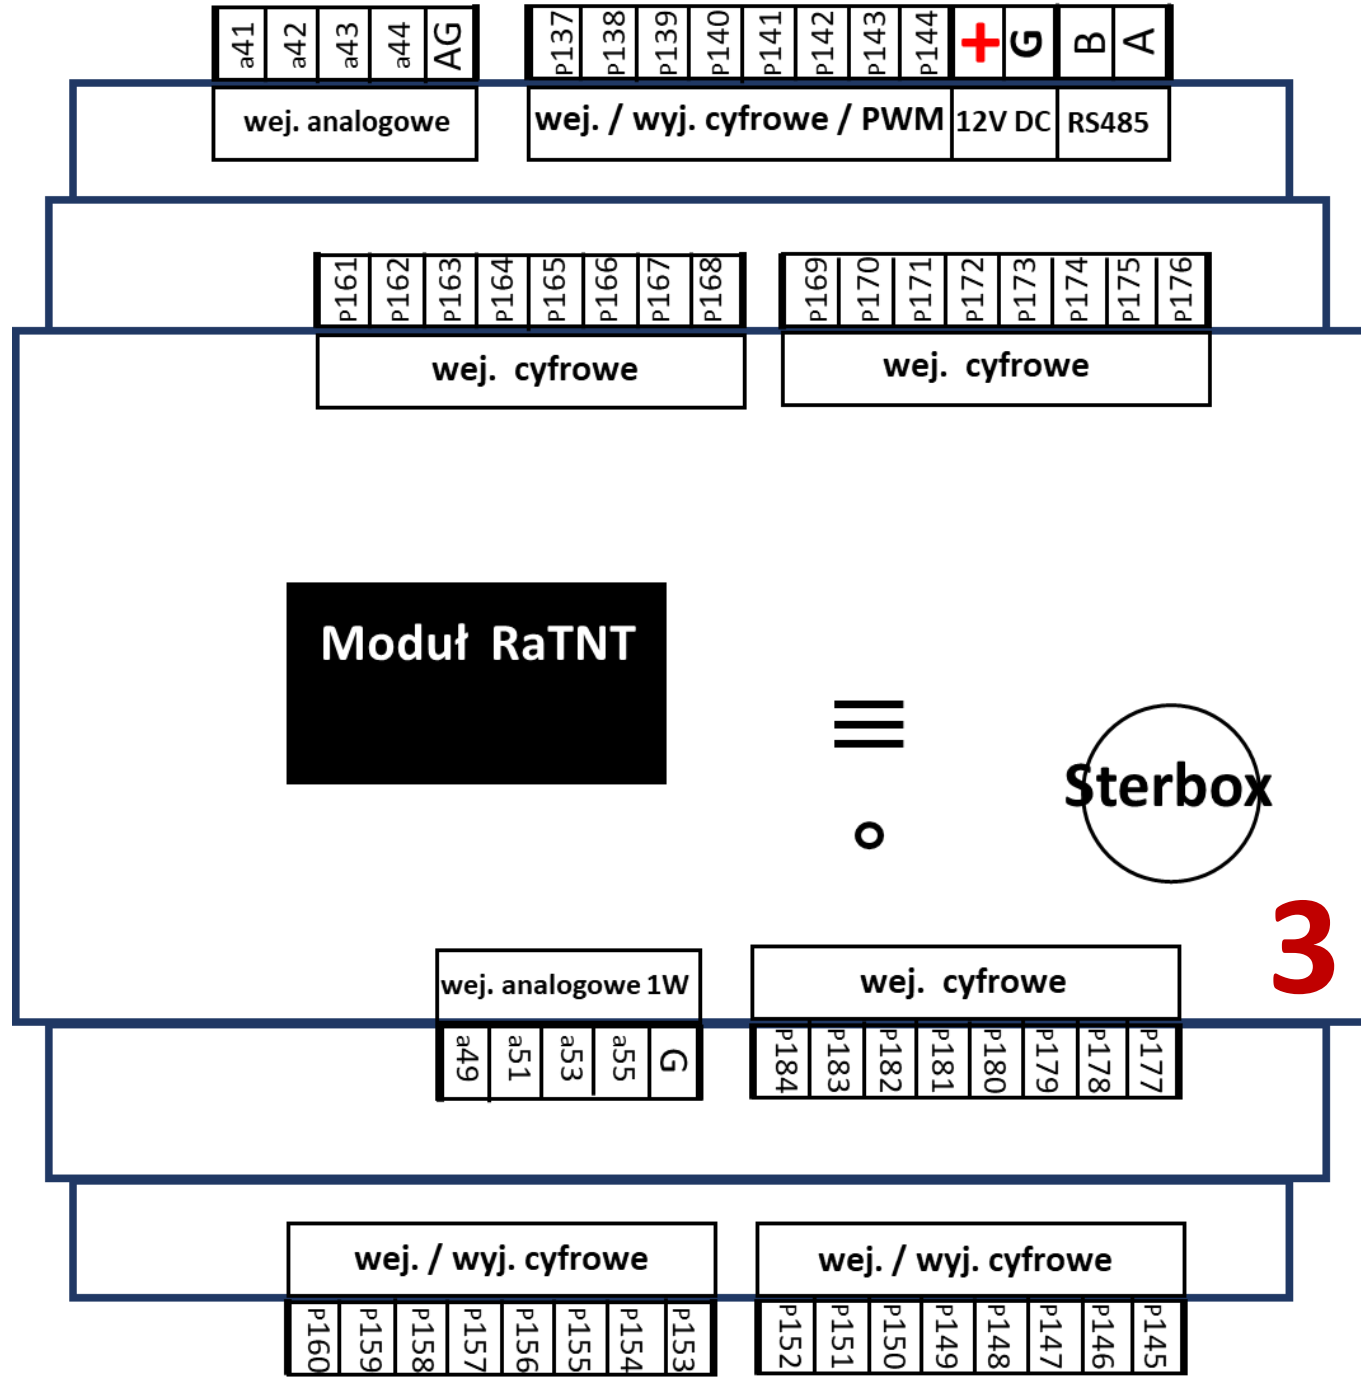 a41 a42 a43 a44 AG P137 P138 P139 P140 P141 P142 P143 P144 + G B A
wej. analogowe wej. / wyj. cyfrowe / PWM 12V DC RS485
P161 P162 P163 P164 P165 P166 P167 P168 P169 P170 P171 P172 P173 P174 P175 P176
wej. cyfrowe wej. cyfrowe
Moduł RaTNT
Sterbox
3
wej. analogowe 1W wej. cyfrowe
a49 a51 a53 a55 G P184 P183 P182 P181 P180 P179 P178 P177
wej. / wyj. cyfrowe wej. / wyj. cyfrowe
P160 P159 P158 P157 P156 P155 P154 P153 P152 P151 P150 P149 P148 P147 P146 P145